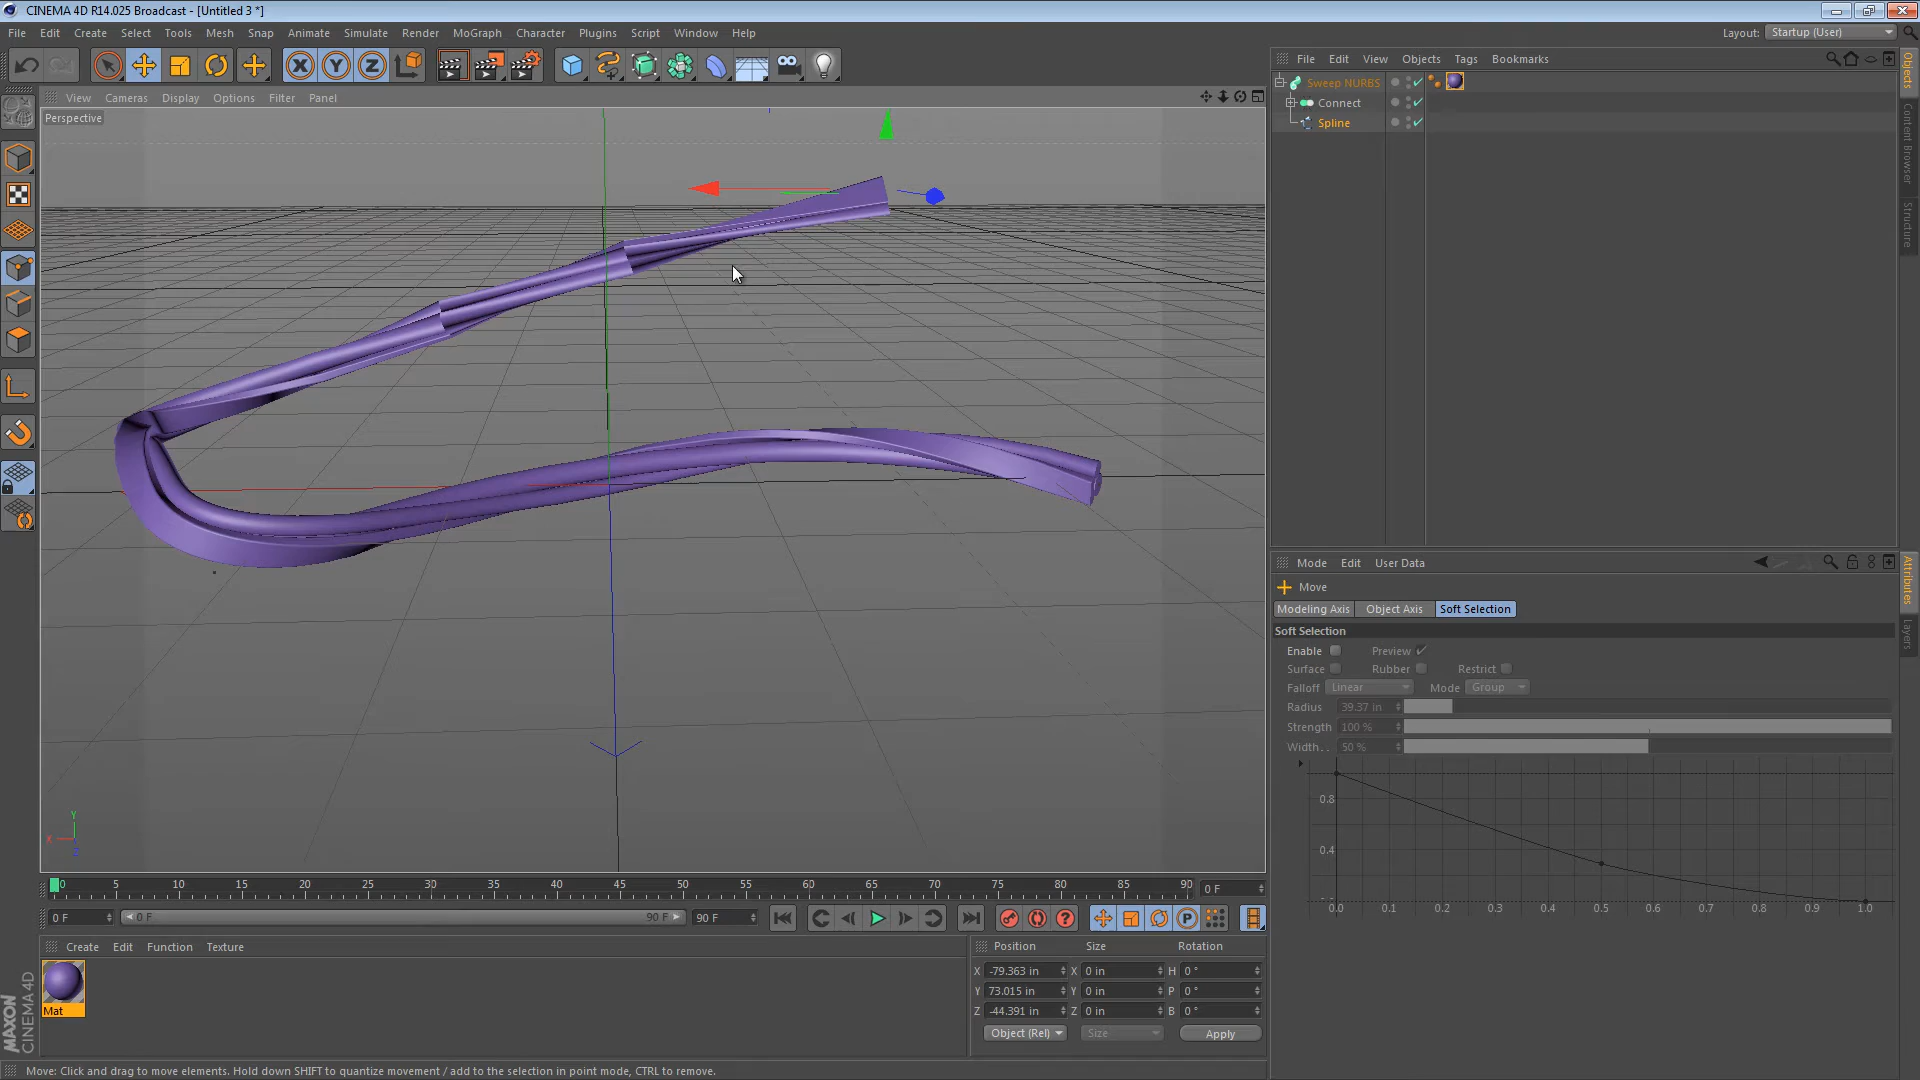 CINEMA 4D R14.025 Broadcast - [Untitled 3 *]
File Edit Create Select Tools Mesh Snap Animate Simulate Render MoGraph Character Plugins Script Window Help
Layout: Startup (User)
File Edit View Objects Tags Bookmarks
View Cameras Display Options Filter Panel
Perspective
Sweep NURBS
Connect
Spline
Objects
Content Browser
Structure
Mode Edit User Data
Move
Modeling Axis Object Axis Soft Selection
Soft Selection
Enable Preview
Surface Rubber Restrict
Falloff Linear Mode Group
Radius 39.37 in
Strength 100 %
Width.. 50 %
0.8
0.4
0.0 0.1 0.2 0.3 0.4 0.5 0.6 0.7 0.8 0.9 1.0
Attributes
Layers
Y
X
Z
0 5 10 15 20 25 30 35 40 45 50 55 60 65 70 75 80 85 90
0 F
0 F 0 F 90 F 90 F
P
Create Edit Function Texture
Mat
MAXON
CINEMA 4D
Position Size Rotation
X -79.363 in X 0 in H 0 °
Y 73.015 in Y 0 in P 0 °
Z -44.391 in Z 0 in B 0 °
Object (Rel) Size Apply
Move: Click and drag to move elements. Hold down SHIFT to quantize movement / add to the selection in point mode, CTRL to remove.